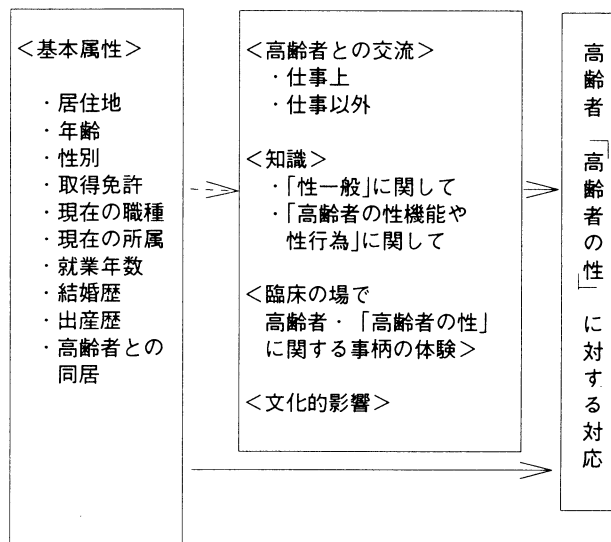 ＜基本属性＞
・居住地
・年齢
・性別
・取得免許
・現在の職種
・現在の所属
・就業年数
・結婚歴
・出産歴
・高齢者との
同居
＜高齢者との交流＞
・仕事上
・仕事以外
＜知識＞
・「性一般」に関して
・「高齢者の性機能や
性行為」に関して
＜臨床の場で
高齢者・「高齢者の性」
に関する事柄の体験＞
＜文化的影響＞
高齢者「高齢者の性」に対する対応